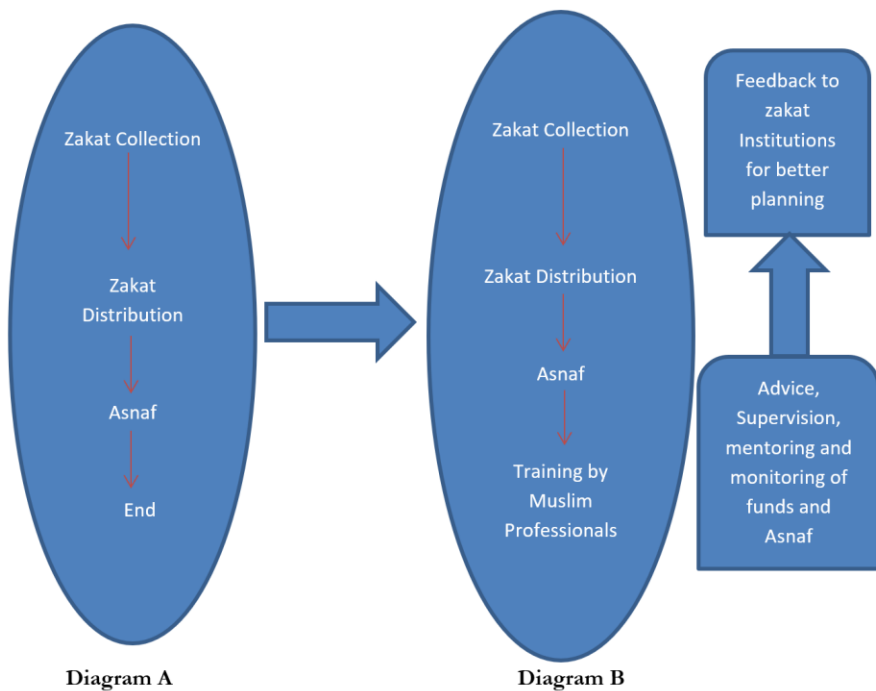 Zakat Collection
Zakat
Distribution
Asnaf
End
Diagram A
Zakat Collection
Zakat Distribution
Asnaf
Training by
Muslim
Professionals
Diagram B
Feedback to
zakat
Institutions
for better
planning
Advice,
Supervision,
mentoring and
monitoring of
funds and
Asnaf